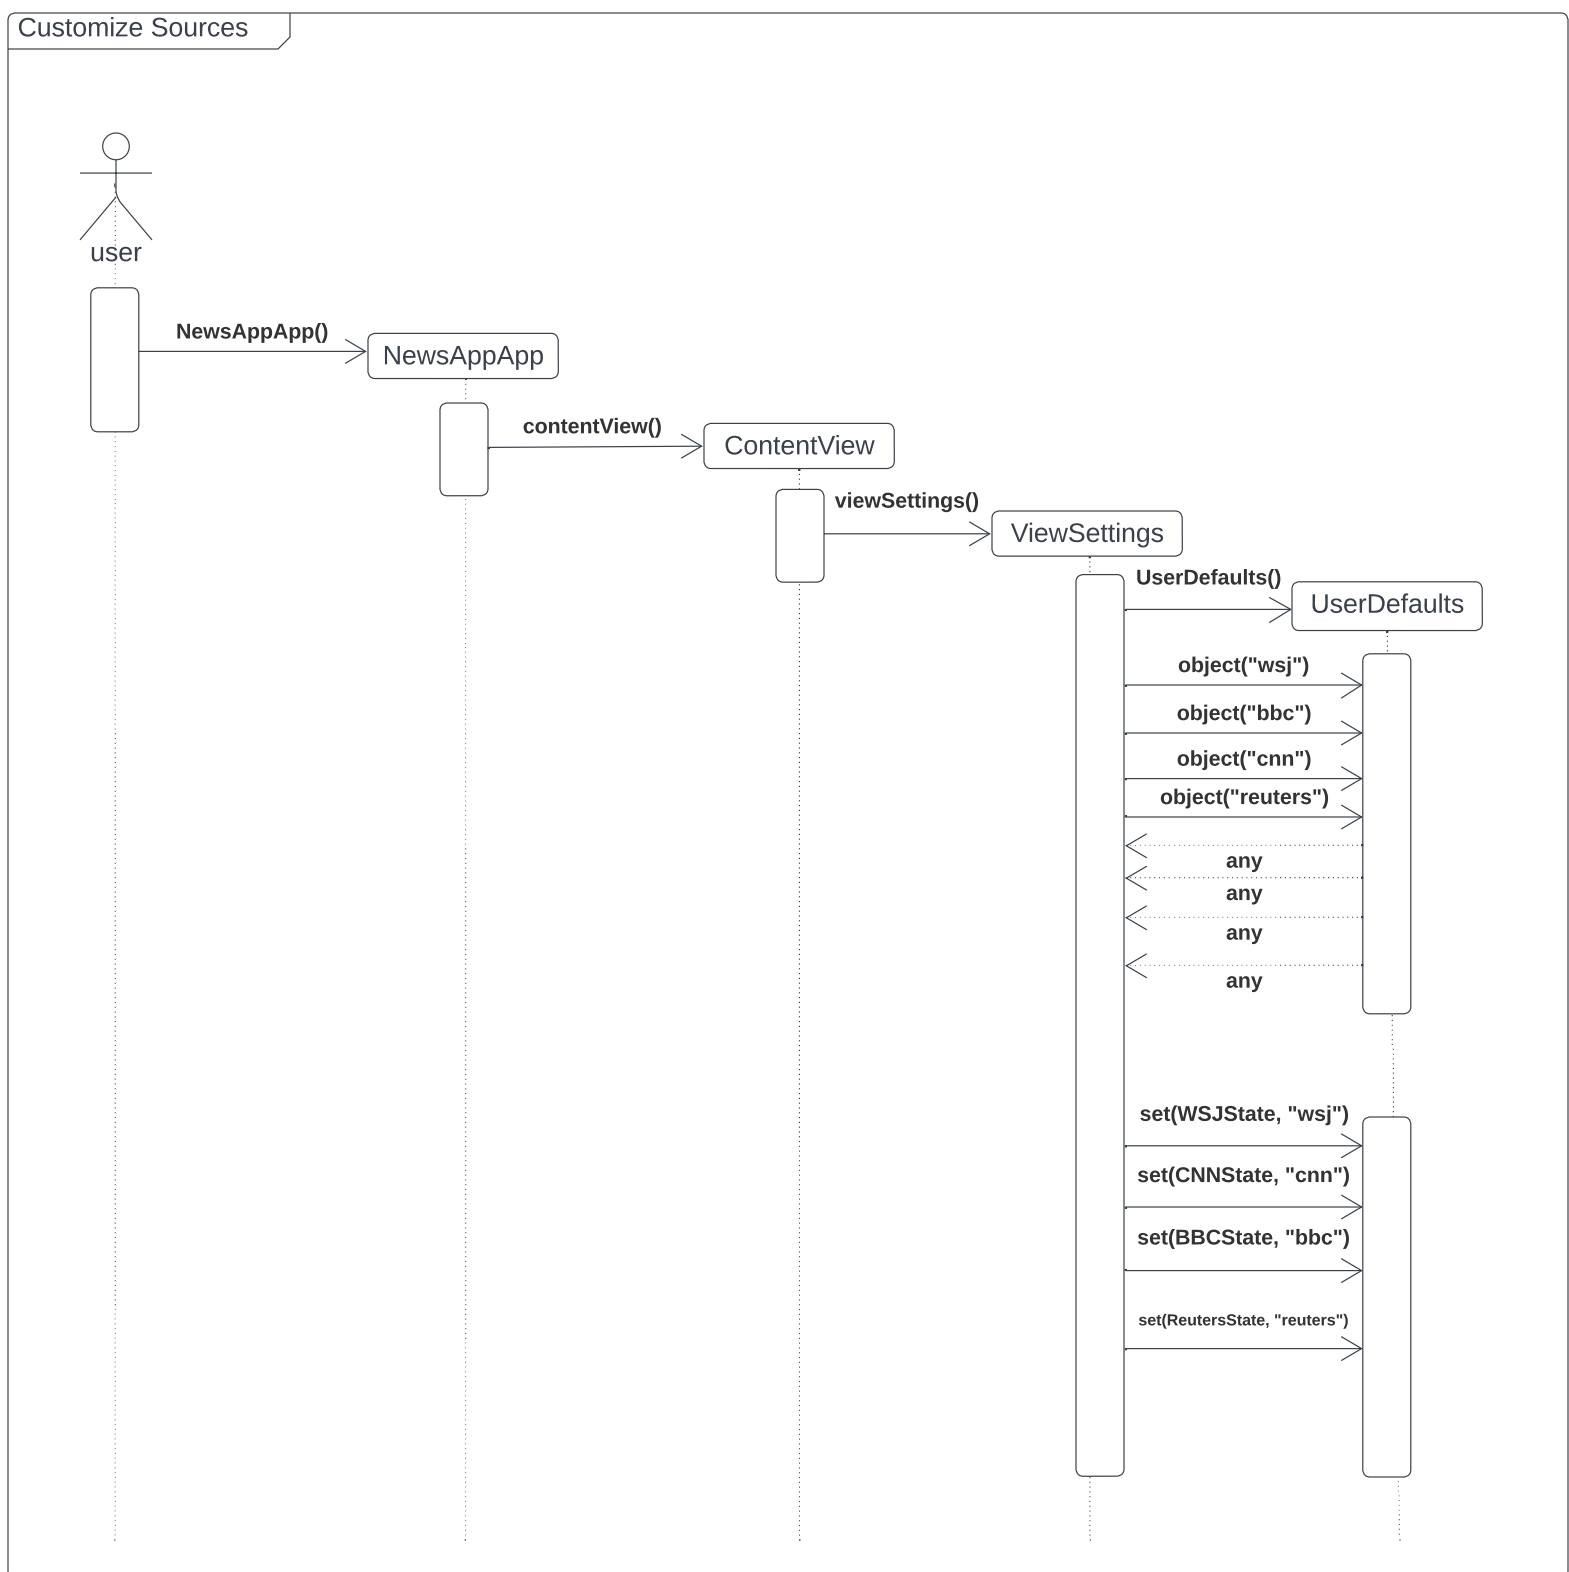 Customize Sources
user
NewsAppApp()
NewsAppApp
contentView()
ContentView
viewSettings()
ViewSettings
UserDefaults()
UserDefaults
object("wsj")
object("bbc")
object("cnn")
object("reuters")
any
any
any
any
set(WSJState, "wsj")
set(CNNState, "cnn")
set(BBCState, "bbc")
set(ReutersState, "reuters")